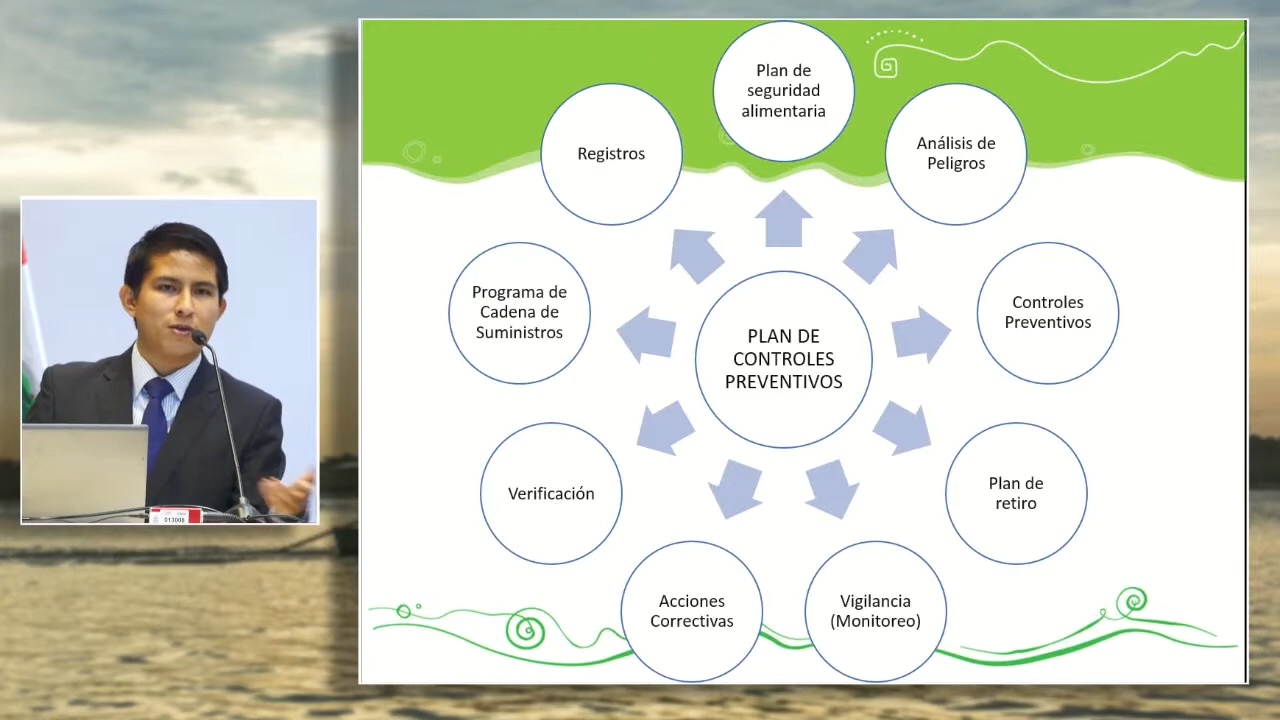 Plan de
seguridad
alimentaria
Análisis de
Peligros
Controles
Preventivos
Plan de
retiro
Vigilancia
(Monitoreo)
Acciones
Correctivas
Verificación
Programa de
Cadena de
Suministros
Registros
PLAN DE
CONTROLES
PREVENTIVOS
013006